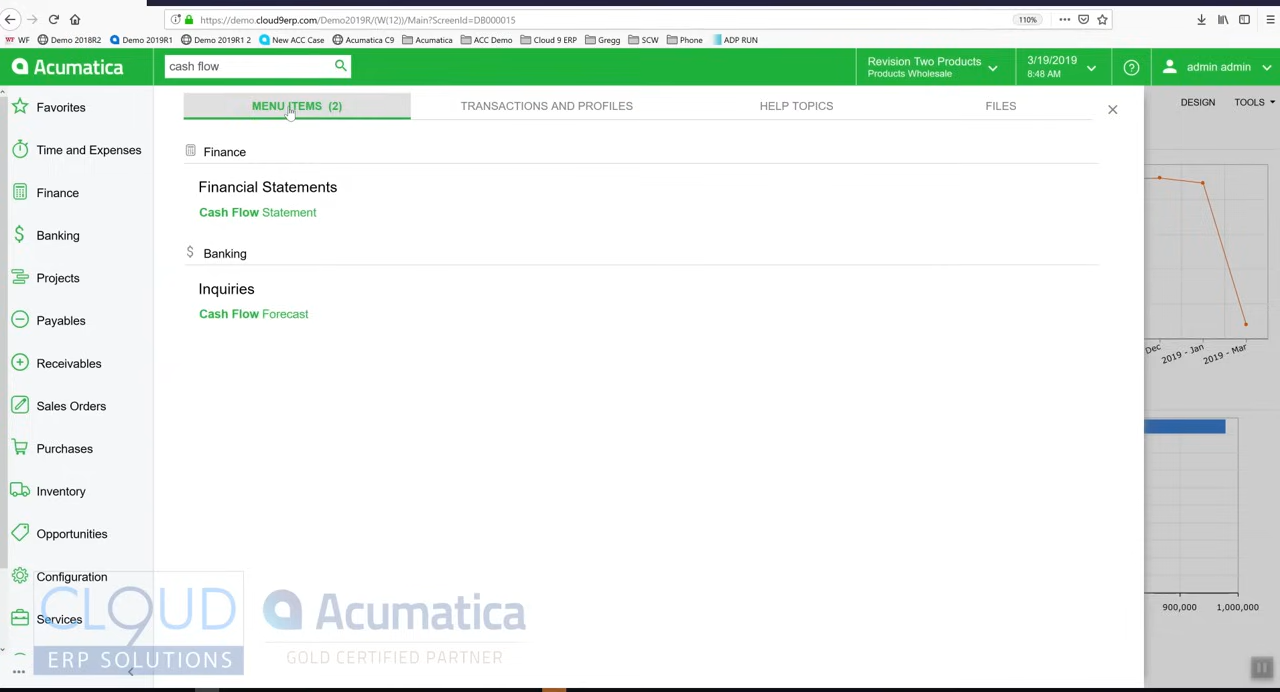 https://demo.cloud9erp.com/Demo2019R/(W(12))/Main?ScreenId=DB000015
110%
WF Demo 2018R2 Demo 2019R1 Demo 2019R1 2 New ACC Case Acumatica C9 Acumatica ACC Demo Cloud 9 ERP Gregg SCW Phone ADP RUN
Acumatica
cash flow
Revision Two Products
Products Wholesale
3/19/2019
8:48 AM
admin admin
Favorites
Time and Expenses
Finance
Banking
Projects
Payables
Receivables
Sales Orders
Purchases
Inventory
Opportunities
Configuration
Services
MENU ITEMS (2)
TRANSACTIONS AND PROFILES
HELP TOPICS
FILES
DESIGN
TOOLS
Finance
Financial Statements
Cash Flow Statement
Banking
Inquiries
Cash Flow Forecast
Dec
2019 - Jan
2019 - Mar
900,000
1,000,000
CLOUD
9
ERP SOLUTIONS
Acumatica
GOLD CERTIFIED PARTNER